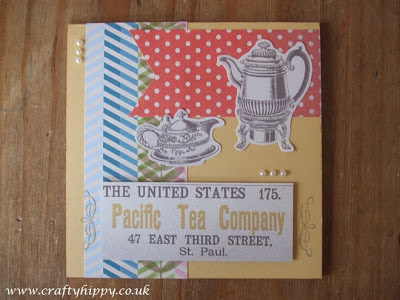 THE UNITED STATES 175.
Pacific Tea Company
47 EAST THIRD STREET,
St. Paul.
www.craftyhippy.co.uk